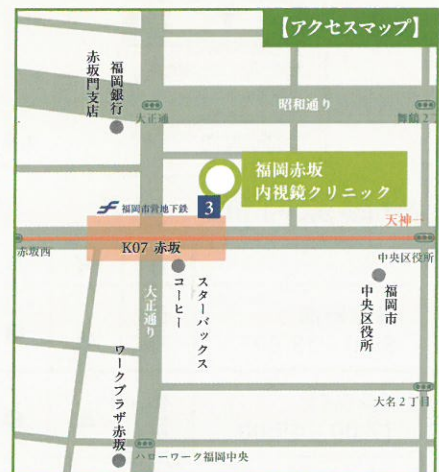 【アクセスマップ】
福岡銀行
赤坂門支店
昭和通り
大正通
舞鶴2
福岡赤坂
内視鏡クリニック
福岡市営地下鉄
3
天神
赤坂西
K07 赤坂
中央区役所
大正通り
スターバックス
コーヒー
福岡市
中央区役所
ワークプラザ赤坂
大名2丁目
ハローワーク福岡中央